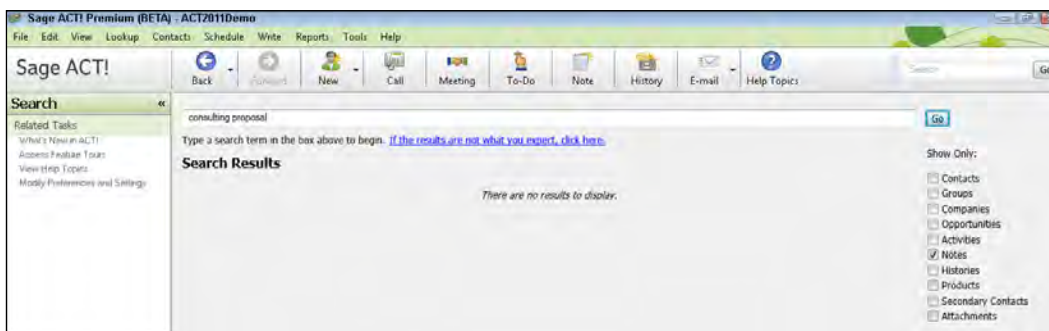 Sage ACT! Premium (BETA) - ACT2011Demo
File Edit View Lookup Contacts Schedule Write Reports Tools Help
Sage ACT!
Back Forward New Call Meeting To-Do Note History E-mail Help Topics Search Go
Search «
Related Tasks
What's New in ACT!
Access Feature Tours
View Help Topics
Modify Preferences and Settings
consulting proposal
Go
Type a search term in the box above to begin. If the results are not what you expect, click here.
Search Results
There are no results to display.
Show Only:
Contacts
Groups
Companies
Opportunities
Activities
Notes
Histories
Products
Secondary Contacts
Attachments